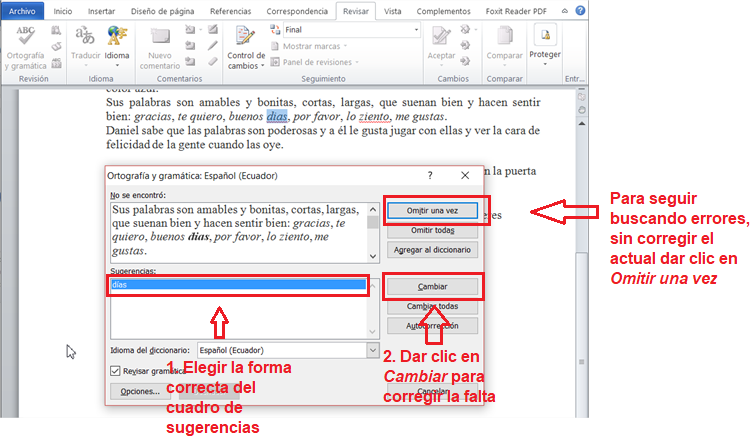 Archivo Inicio Insertar Diseño de página Referencias Correspondencia Revisar Vista Complementos Foxit Reader PDF
ABC Ortografía y gramática
Revisión
Traducir Idioma
Idioma
Nuevo comentario
Comentarios
Control de cambios
Final
Mostrar marcas
Panel de revisiones
Seguimiento
Aceptar
Cambios
Comparar
Comparar
Proteger
Entr...
color azul.
Sus palabras son amables y bonitas, cortas, largas, que suenan bien y hacen sentir
bien: gracias, te quiero, buenos dias, por favor, lo ziento, me gustas.
Daniel sabe que las palabras son poderosas y a él le gusta jugar con ellas y ver la cara de
felicidad de la gente cuando las oye.
n la puerta
eres
Ortografía y gramática: Español (Ecuador)
No se encontró:
Sus palabras son amables y bonitas, cortas, largas,
que suenan bien y hacen sentir bien: gracias, te
quiero, buenos dias, por favor, lo ziento, me
gustas.
Omitir una vez
Omitir todas
Agregar al diccionario
Sugerencias:
días
Cambiar
Cambiar todas
Autocorrección
Idioma del diccionario: Español (Ecuador)
Revisar gramática
Opciones...
Cancelar
1. Elegir la forma
correcta del
cuadro de
sugerencias
2. Dar clic en
Cambiar para
corregir la falta
Para seguir
buscando errores,
sin corregir el
actual dar clic en
Omitir una vez